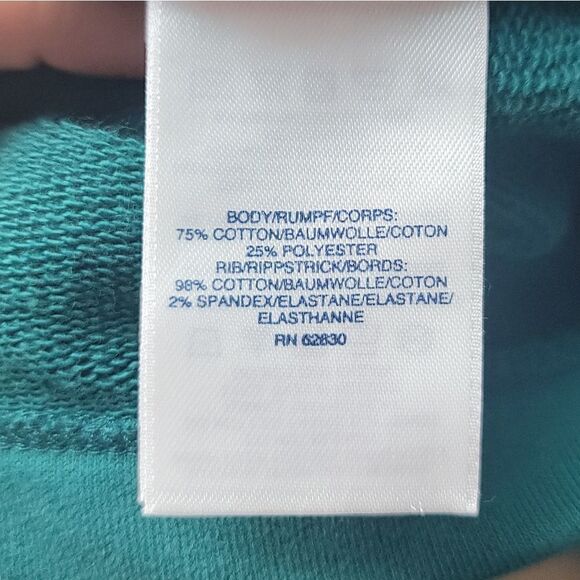 BODY/RUMPF/CORPS:
75% COTTON/BAUMWOLLE/COTON
25% POLYESTER
RIB/RIPPSTRICK/BORDS:
98% COTTON/BAUMWOLLE/COTON
2% SPANDEX/ELASTANE/ELASTANE/
ELASTHANNE
RN 62830